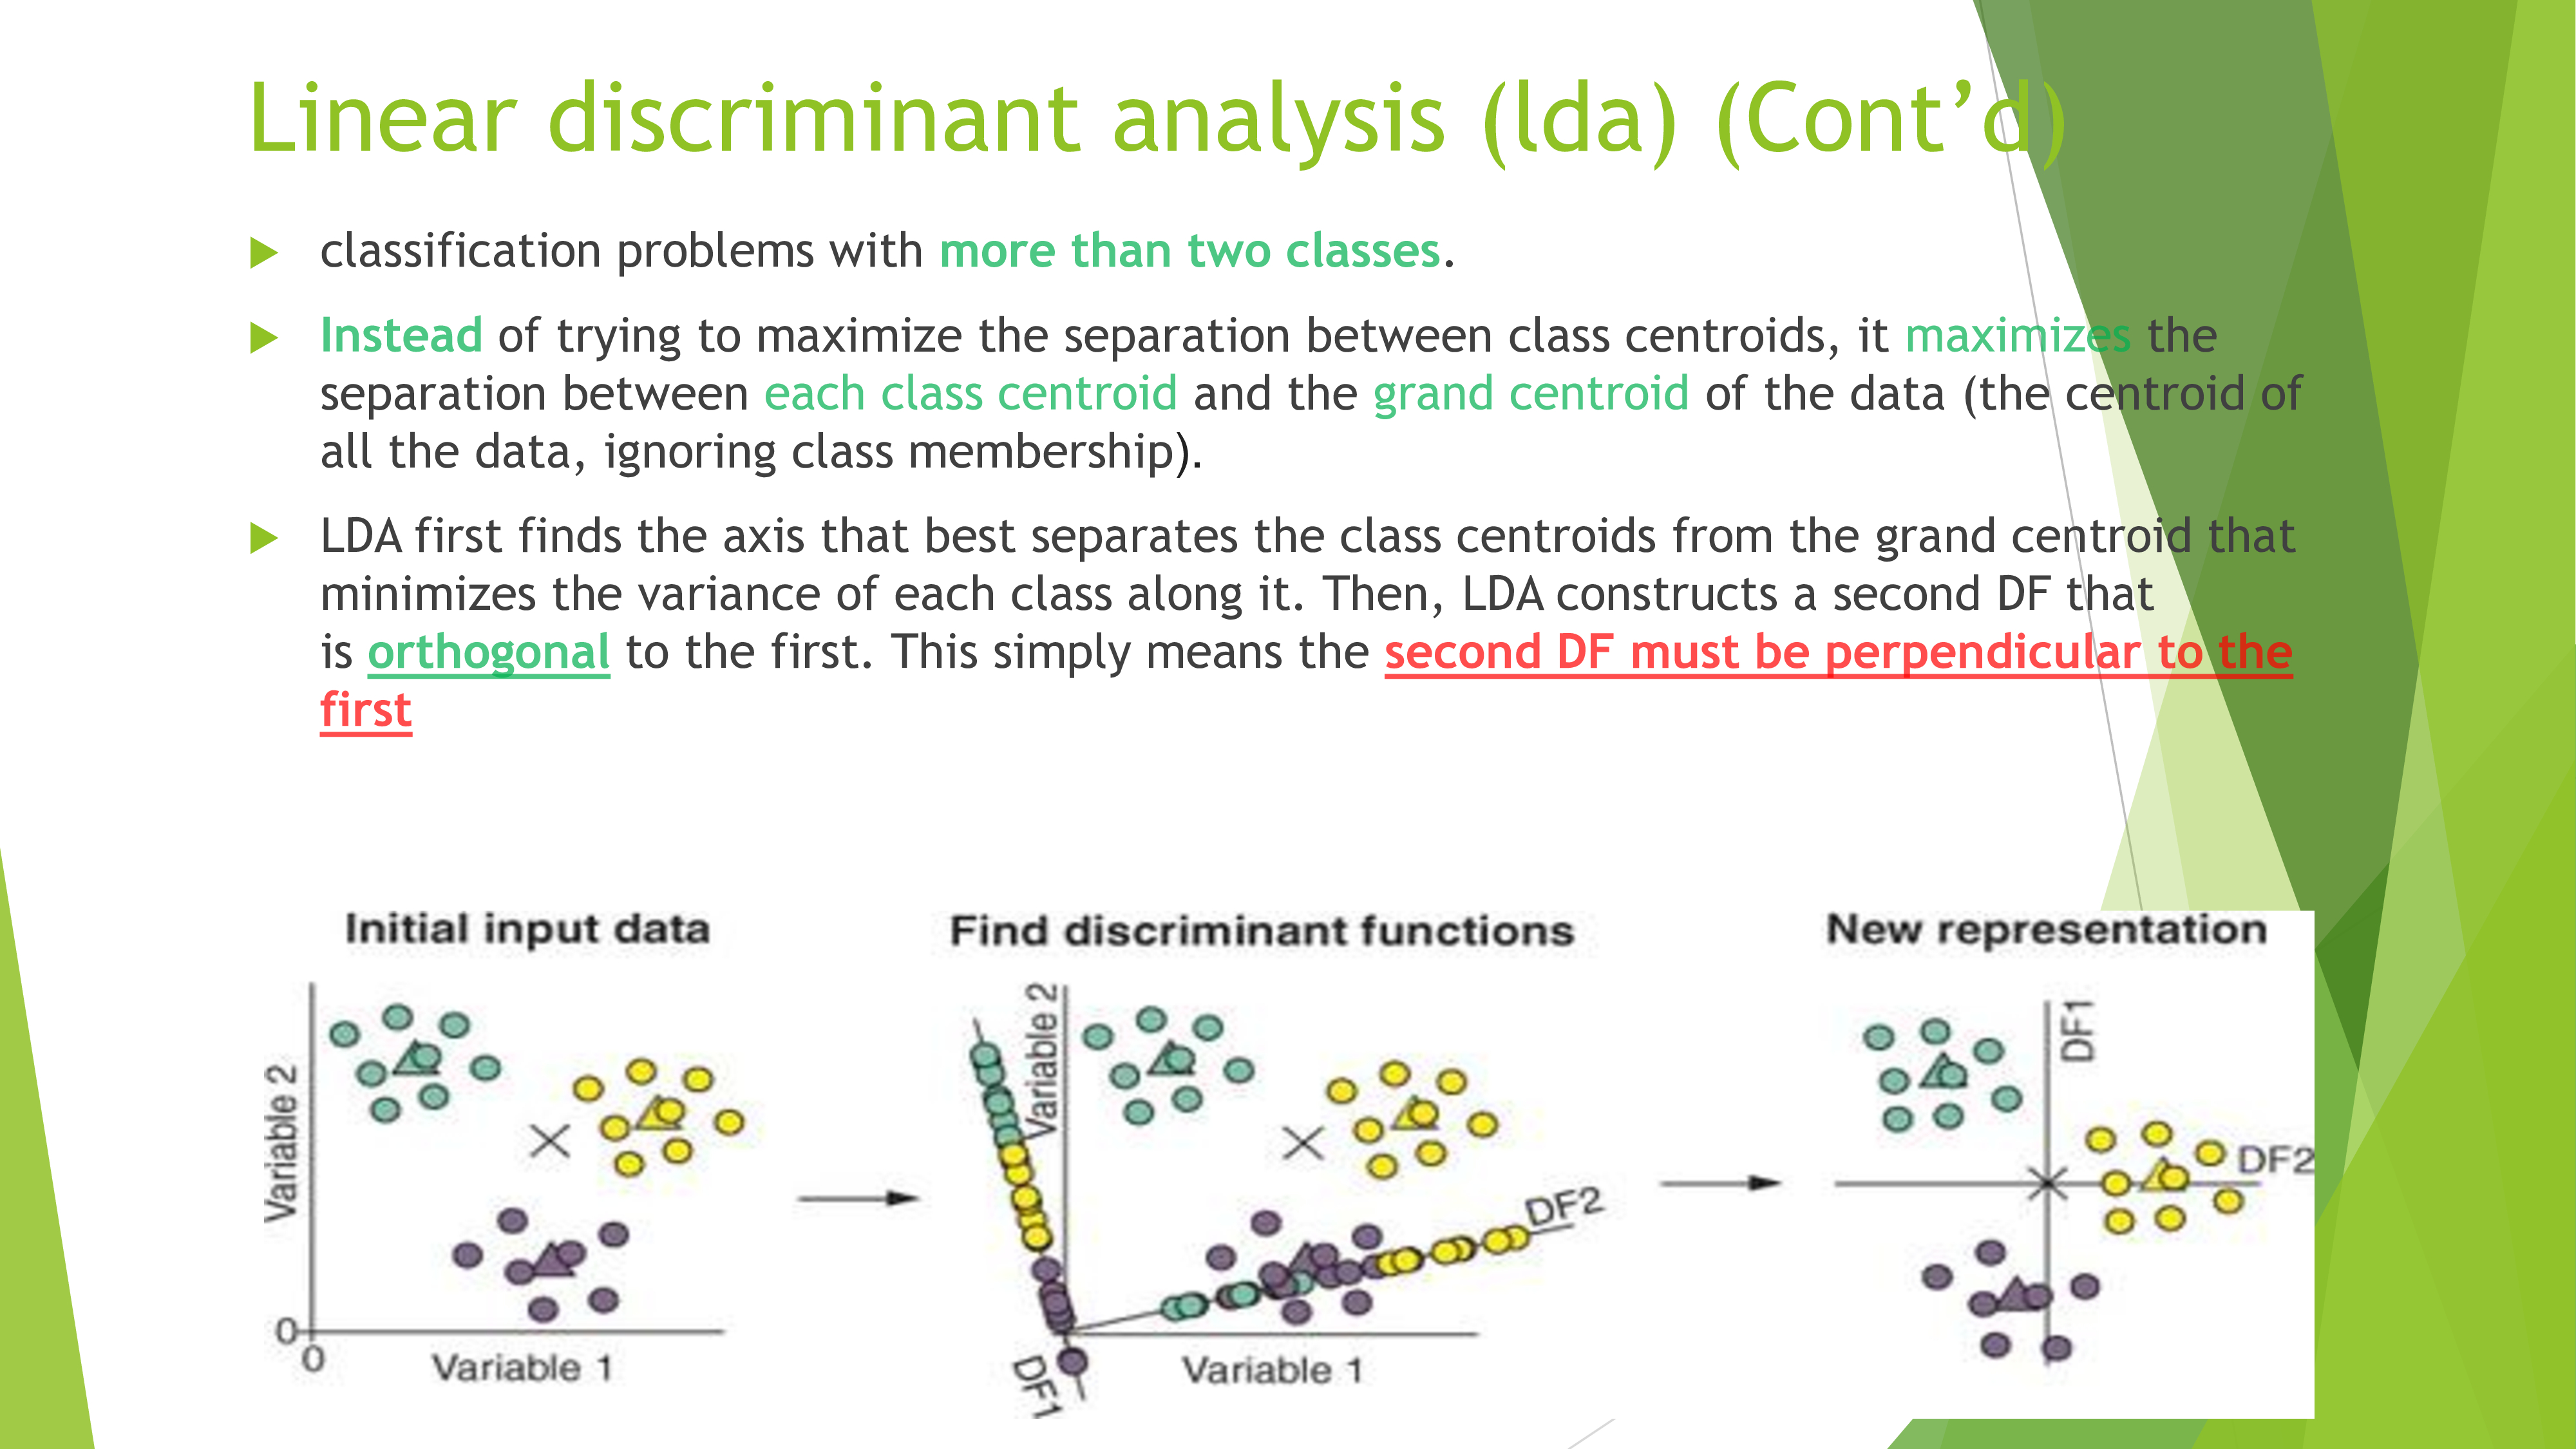 Linear discriminant analysis (lda) (Cont’d)
classification problems with more than two classes.
Instead of trying to maximize the separation between class centroids, it maximizes the
separation between each class centroid and the grand centroid of the data (the centroid of
all the data, ignoring class membership).
LDA first finds the axis that best separates the class centroids from the grand centroid that
minimizes the variance of each class along it. Then, LDA constructs a second DF that
is orthogonal to the first. This simply means the second DF must be perpendicular to the
first
Initial input data
Variable 2
0
0
Variable 1
Find discriminant functions
Variable 2
DF2
DF1
Variable 1
New representation
DF1
DF2